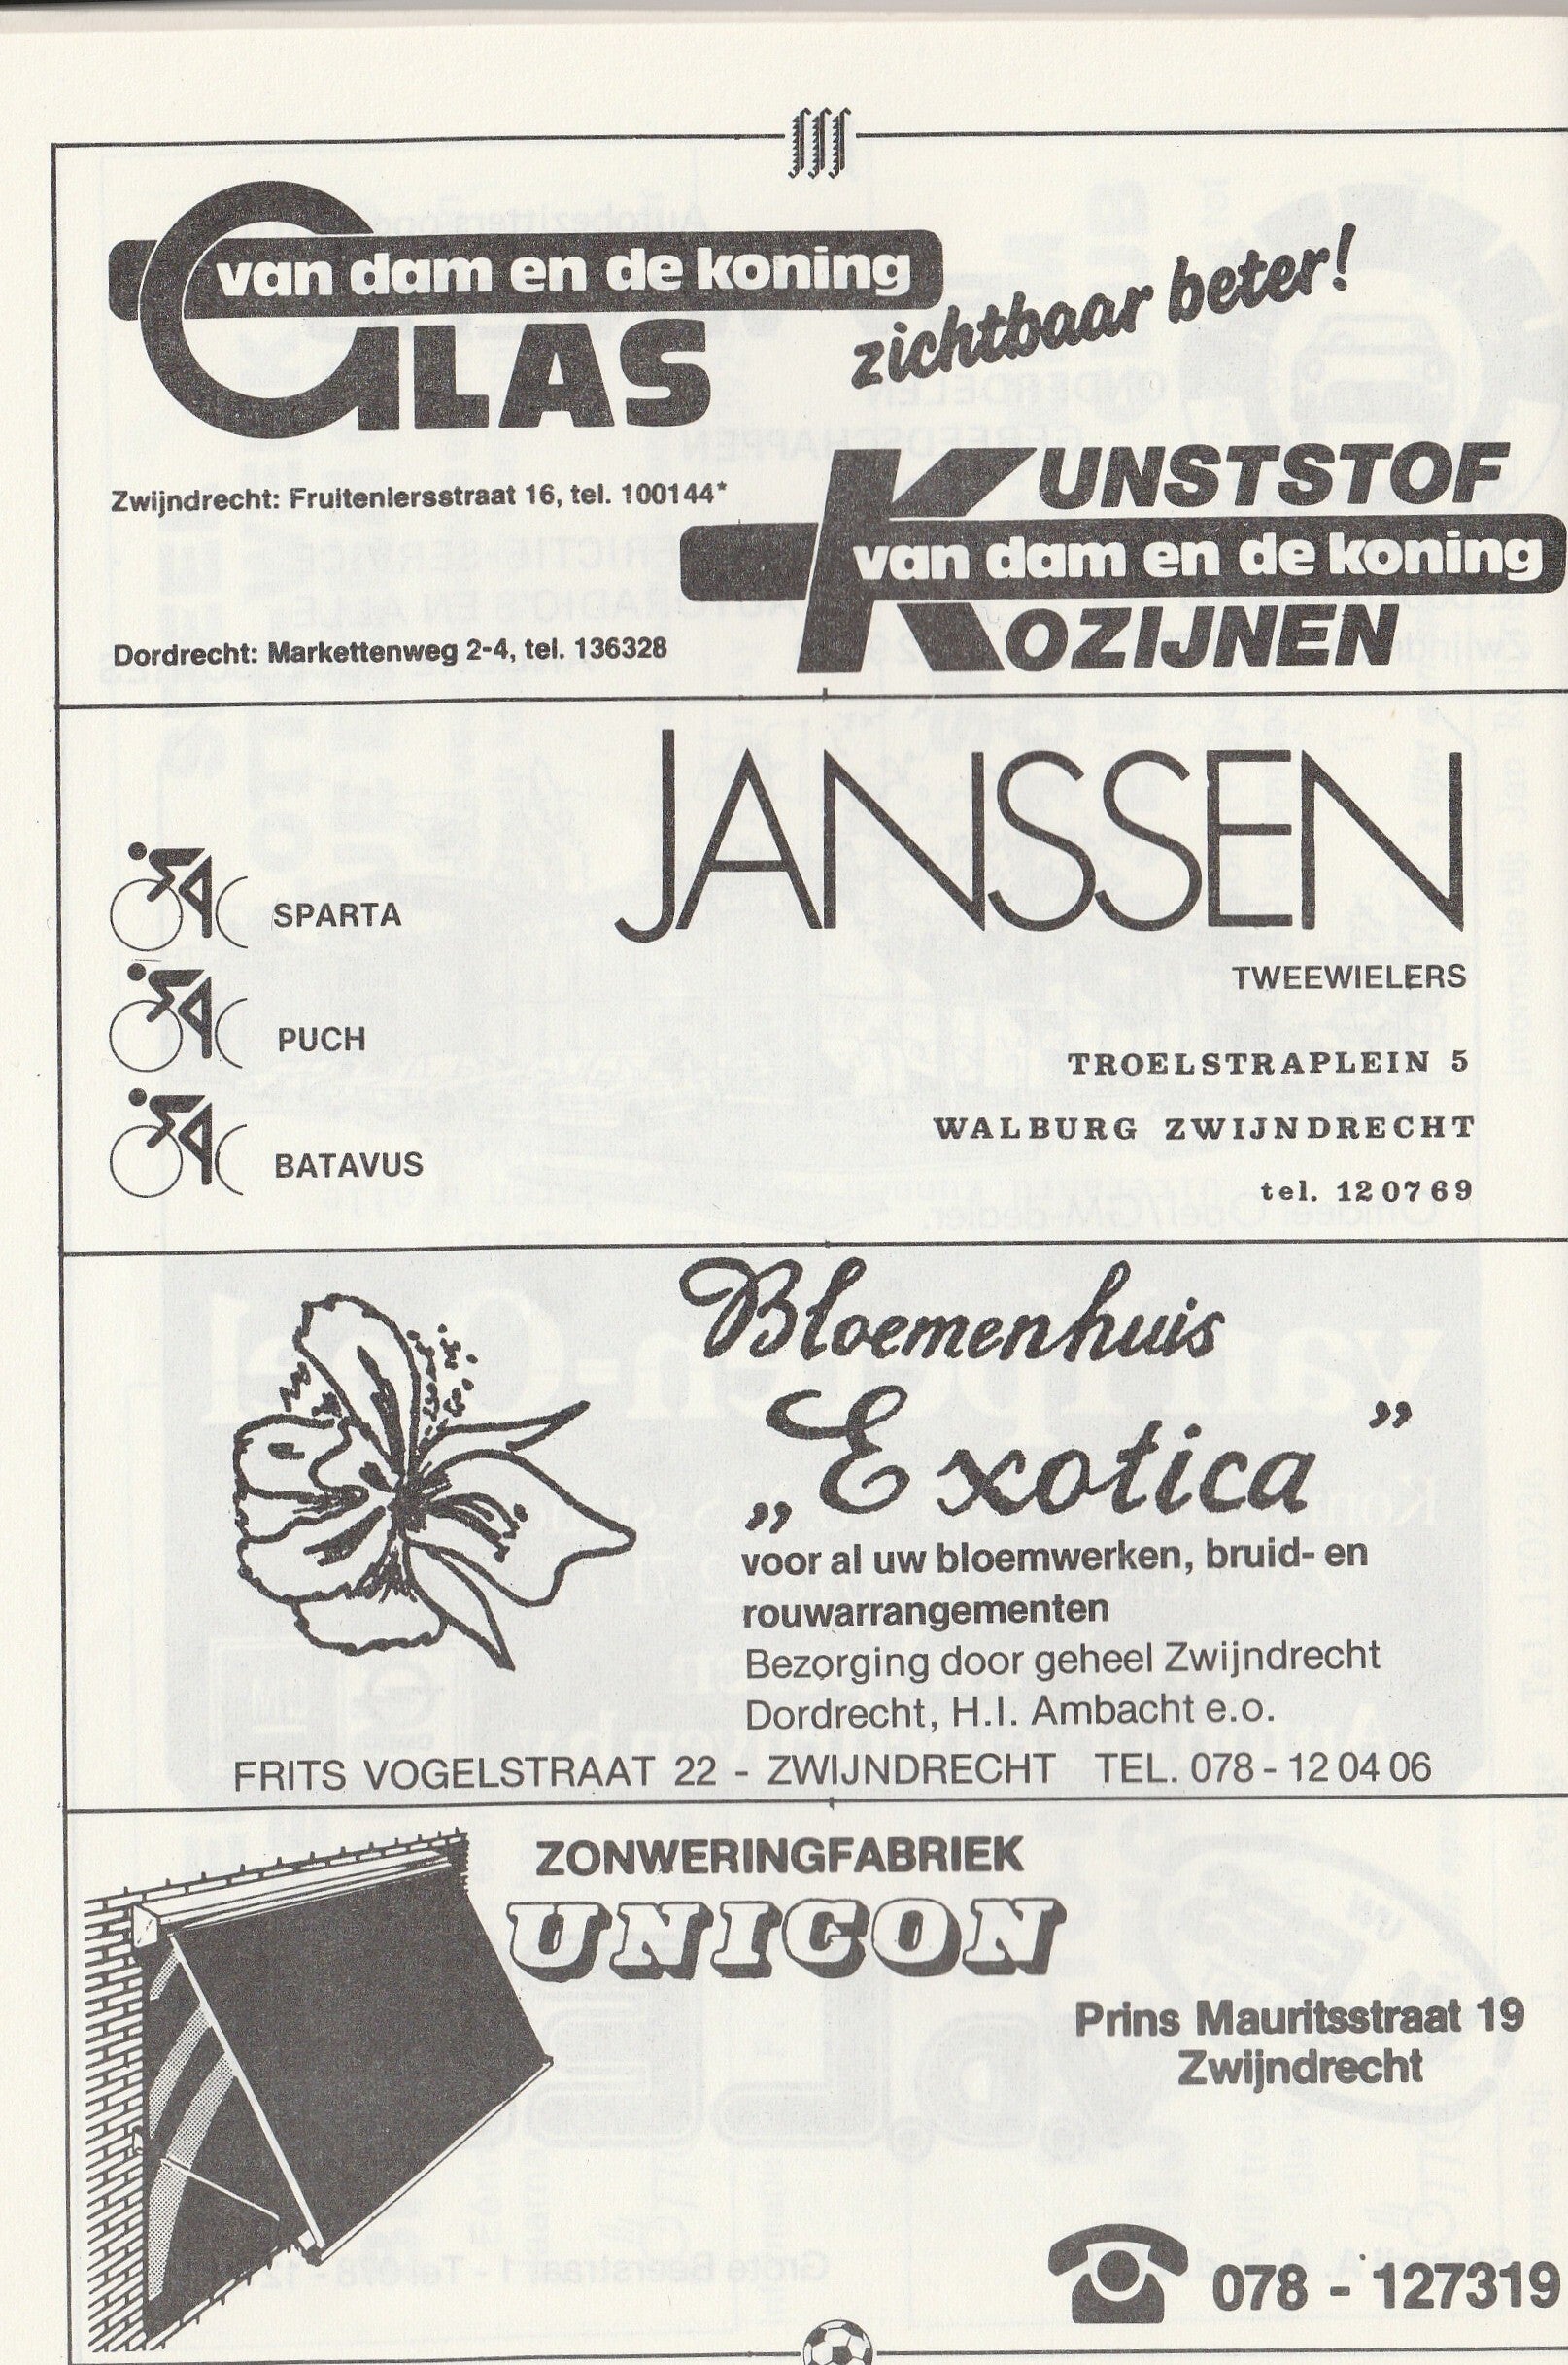 van dam en de koning
GLAS
zichtbaar beter!
Zwijndrecht: Fruiteniersstraat 16, tel. 100144*
KUNSTSTOF
van dam en de koning
KOZIJNEN
Dordrecht: Markettenweg 2-4, tel. 136328
JANSSEN
SPARTA
TWEEWIELERS
PUCH
TROELSTRAPLEIN 5
WALBURG ZWIJNDRECHT
BATAVUS
tel. 120769
Bloemenhuis
„Exotica”
voor al uw bloemwerken, bruid- en
rouwarrangementen
Bezorging door geheel Zwijndrecht
Dordrecht, H.I. Ambacht e.o.
FRITS VOGELSTRAAT 22 - ZWIJNDRECHT TEL. 078 - 12 04 06
ZONWERINGFABRIEK
UNICON
Prins Mauritsstraat 19
Zwijndrecht
078 - 127319